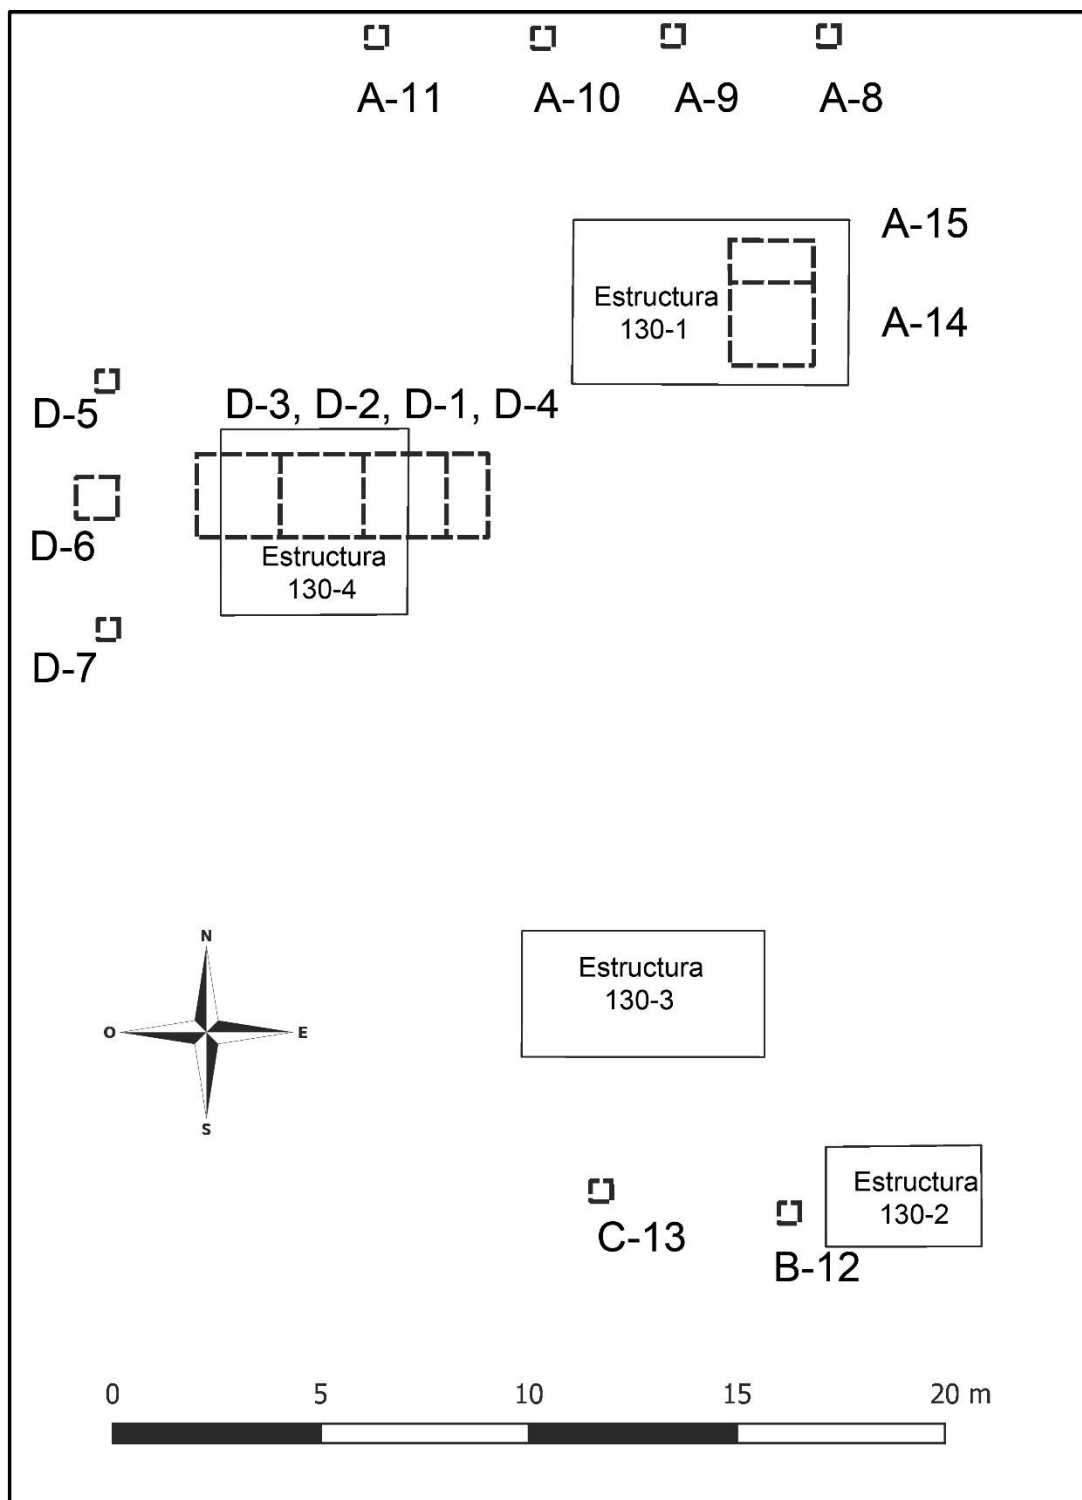 A-11
A-10
A-9
A-8
A-15
Estructura
130-1
A-14
D-5
D-3, D-2, D-1, D-4
D-6
Estructura
130-4
D-7
N
O
E
S
Estructura
130-3
Estructura
130-2
C-13
B-12
0
5
10
15
20 m